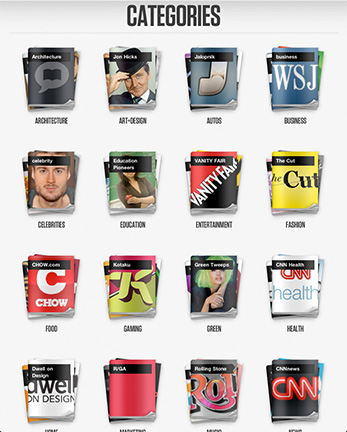 CATEGORIES
Architecture
Jon Hicks
Jalopnik
business
WSJ
ARCHITECTURE
ART+DESIGN
AUTOS
BUSINESS
celebrity
Education
Pioneers
VANITY FAIR
VANITY FAIR
The Cut
the Cut
CELEBRITIES
EDUCATION
ENTERTAINMENT
FASHION
CHOW.com
C
CHOW
Kotaku
Green Tweeps
CNN Health
CNN
health
FOOD
GAMING
GREEN
HEALTH
Dwell on
Design
dwell
ON DESIGN
R/GA
Rolling Stone
Ro
CNNnews
CNN
HOME
MARKETING
MUSIC
NEWS